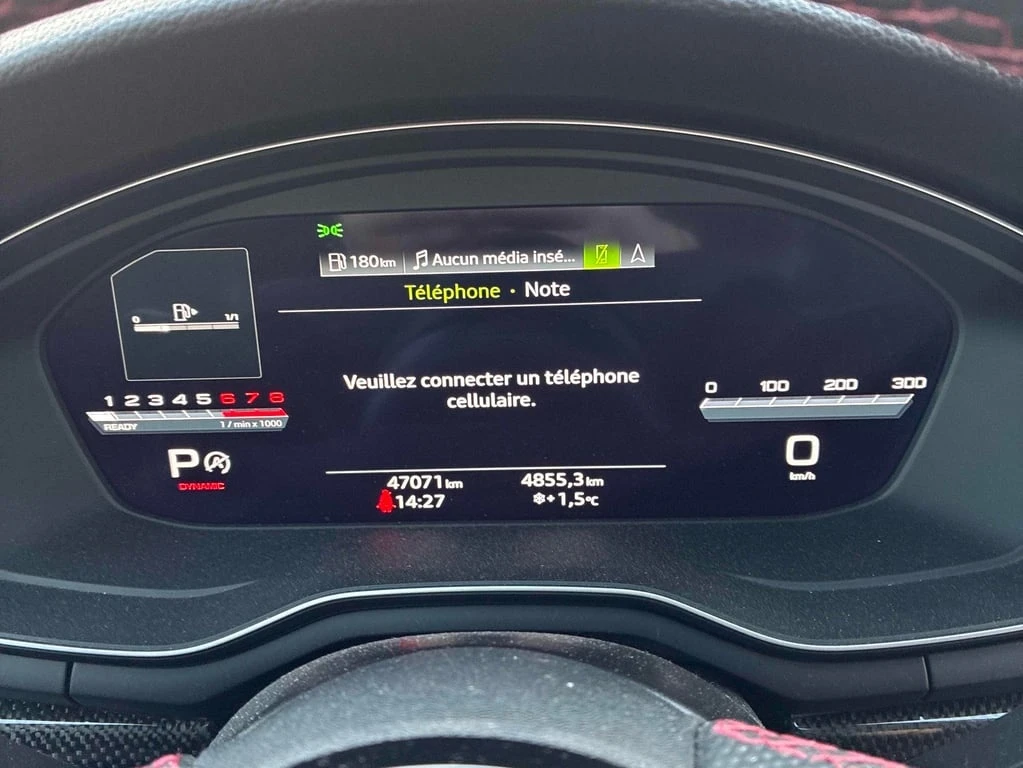 180km Aucun média insé...
Téléphone · Note
0 1/1
Veuillez connecter un téléphone
cellulaire.
1 2 3 4 5 6 7 8
READY 1 / min x 1000
P
DYNAMIC
0 100 200 300
0
km/h
47071 km 4855,3 km
14:27 + 1,5 °C